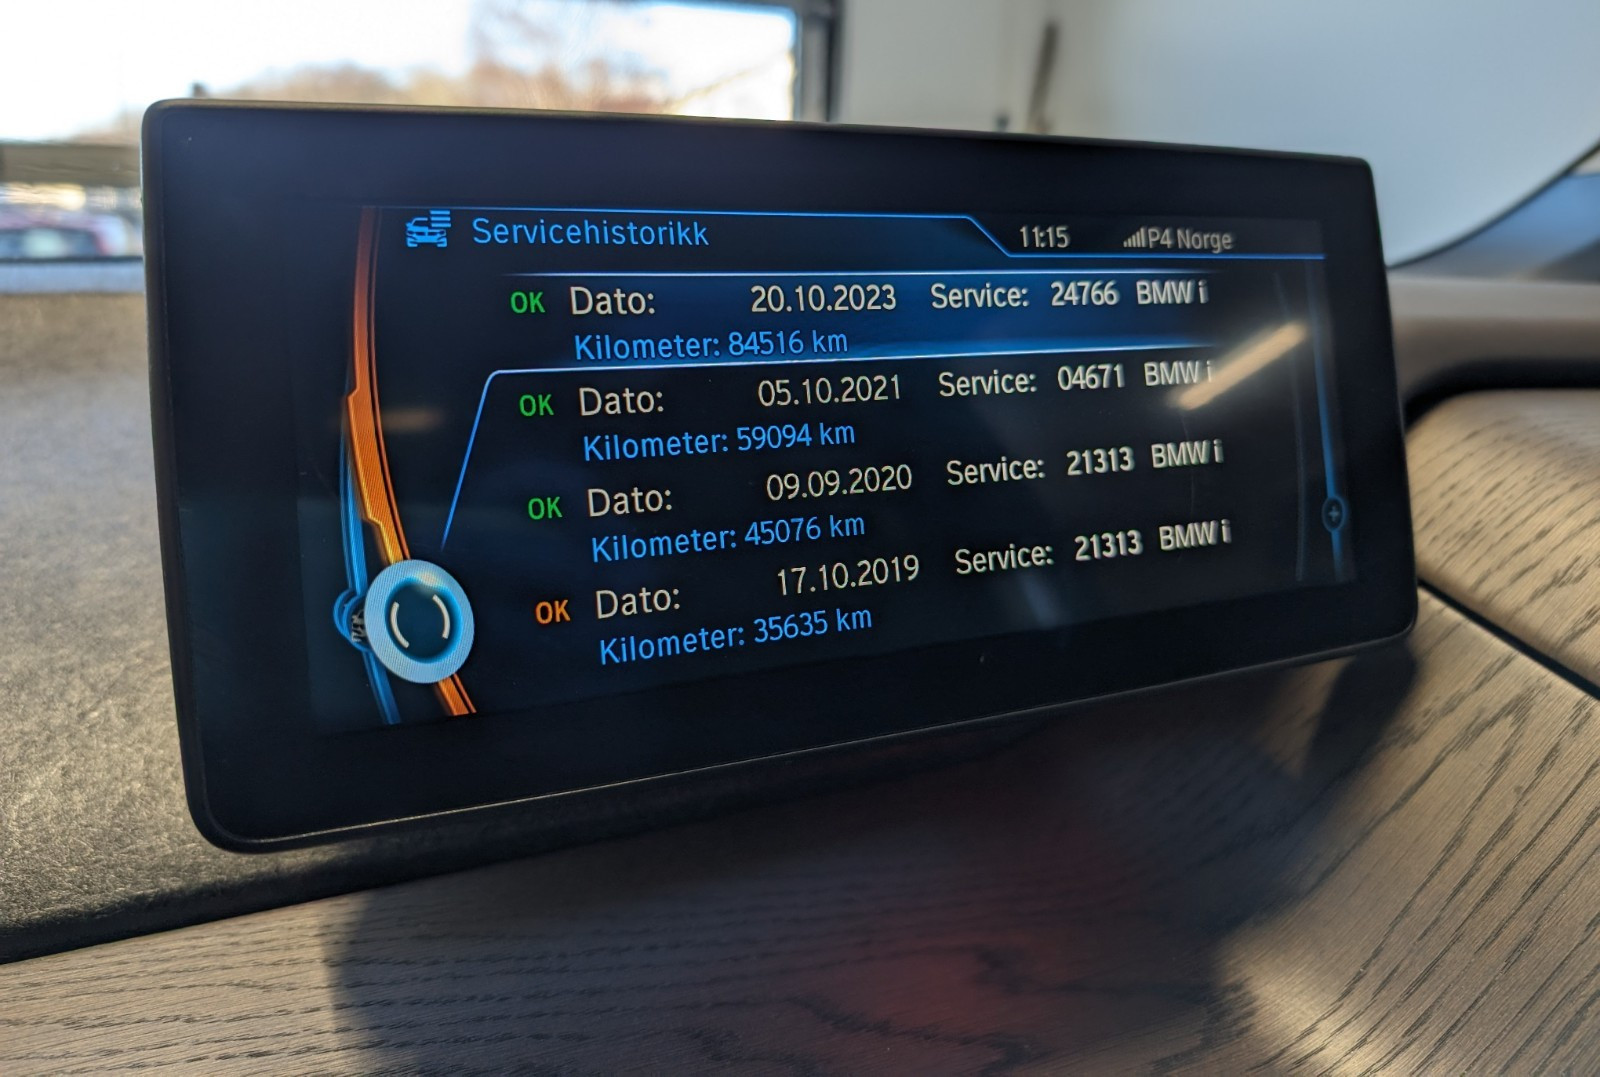 Servicehistorikk 11:15 P4 Norge
OK Dato: 20.10.2023 Service: 24766 BMW i
Kilometer: 84516 km
OK Dato: 05.10.2021 Service: 04671 BMW i
Kilometer: 59094 km
OK Dato: 09.09.2020 Service: 21313 BMW i
Kilometer: 45076 km
OK Dato: 17.10.2019 Service: 21313 BMW i
Kilometer: 35635 km